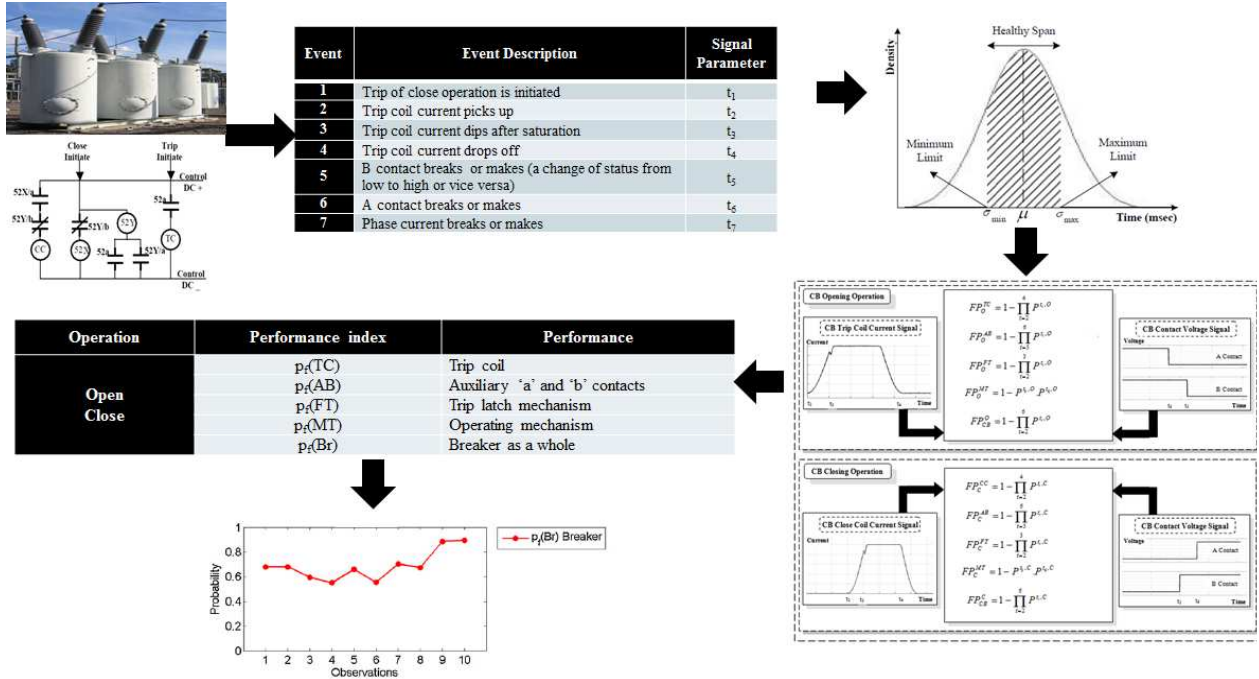 Event Event Description Signal Parameter
1 Trip of close operation is initiated t1
2 Trip coil current picks up t2
3 Trip coil current dips after saturation t3
4 Trip coil current drops off t4
5 B contact breaks or makes (a change of status from low to high or vice versa) t5
6 A contact breaks or makes t6
7 Phase current breaks or makes t7
Healthy Span
Density
Minimum Limit
Maximum Limit
σmin μ σmax Time (msec)
Close Initiate
Trip Initiate
Control DC +
52X/a
52Y/b
52Y/b
52Y
52a
CC
52X
52a
52Y/a
TC
Control DC _
CB Opening Operation
CB Trip Coil Current Signal
Current
Time
CB Contact Voltage Signal
Voltage
A Contact
B Contact
Time
CB Closing Operation
CB Close Coil Current Signal
Current
Time
CB Contact Voltage Signal
Voltage
A Contact
B Contact
Time
Operation Performance index Performance
Open Close
pf(TC) Trip coil
pf(AB) Auxiliary ‘a’ and ‘b’ contacts
pf(FT) Trip latch mechanism
pf(MT) Operating mechanism
pf(Br) Breaker as a whole
pf(Br) Breaker
Probability
1
0.8
0.6
0.4
0.2
0
1 2 3 4 5 6 7 8 9 10
Observations